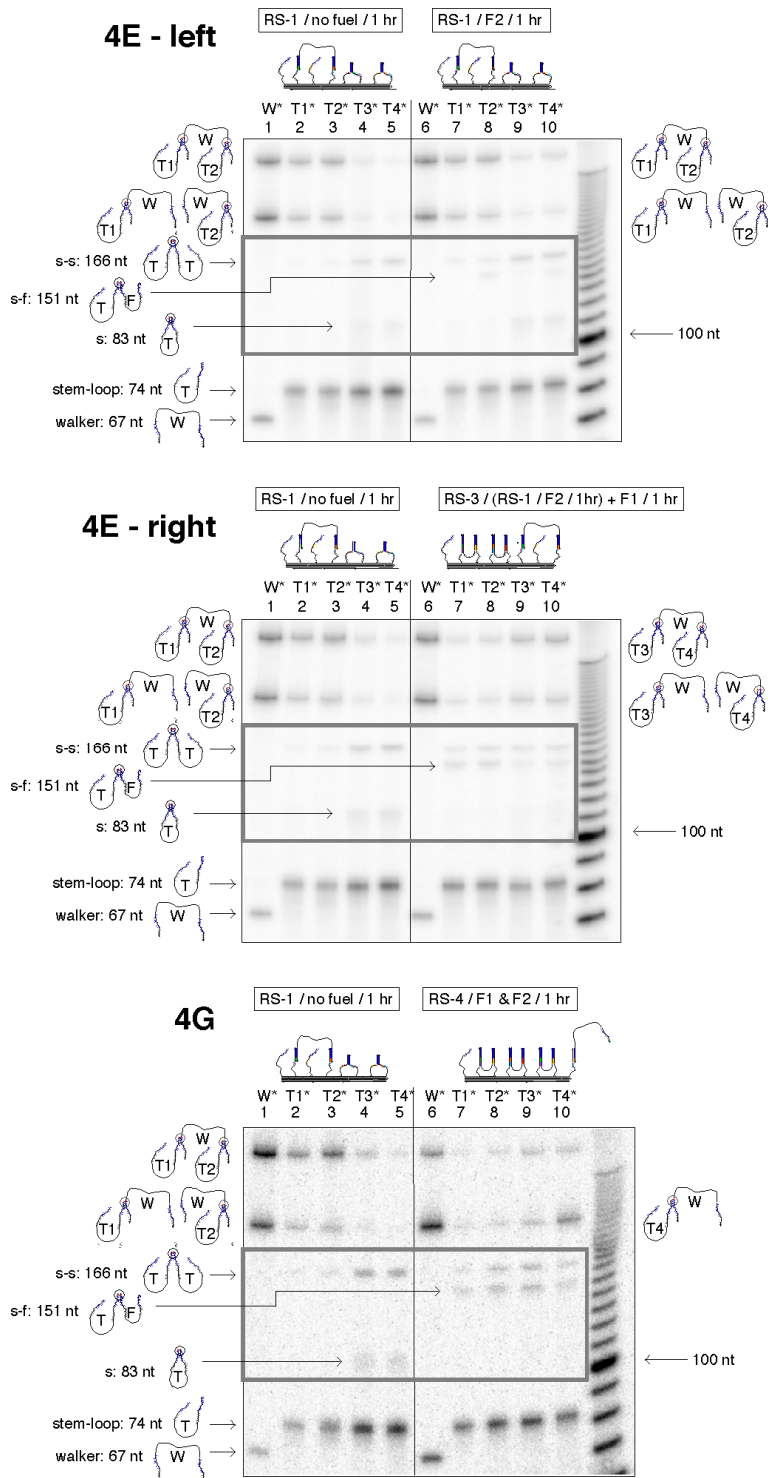 4E - left
RS-1 / no fuel / 1 hr
RS-1 / F2 / 1 hr
W* T1* T2* T3* T4* W* T1* T2* T3* T4*
1 2 3 4 5 6 7 8 9 10
W
T1 T2
W
T1 T2
W
T1 T2
W
T1 T2
s-s: 166 nt
T T
s-f: 151 nt
T F
s: 83 nt
T
100 nt
stem-loop: 74 nt
T
walker: 67 nt
W
4E - right
RS-1 / no fuel / 1 hr
RS-3 / (RS-1 / F2 / 1hr) + F1 / 1 hr
W* T1* T2* T3* T4* W* T1* T2* T3* T4*
1 2 3 4 5 6 7 8 9 10
W
T1 T2
W
T3 T4
W
T1 T2
W
T3 T4
s-s: 166 nt
T T
s-f: 151 nt
T F
s: 83 nt
T
100 nt
stem-loop: 74 nt
T
walker: 67 nt
W
4G
RS-1 / no fuel / 1 hr
RS-4 / F1 & F2 / 1 hr
W* T1* T2* T3* T4* W* T1* T2* T3* T4*
1 2 3 4 5 6 7 8 9 10
W
T1 T2
W
T1 T2
W
T4
s-s: 166 nt
T T
s-f: 151 nt
T F
s: 83 nt
T
100 nt
stem-loop: 74 nt
T
walker: 67 nt
W